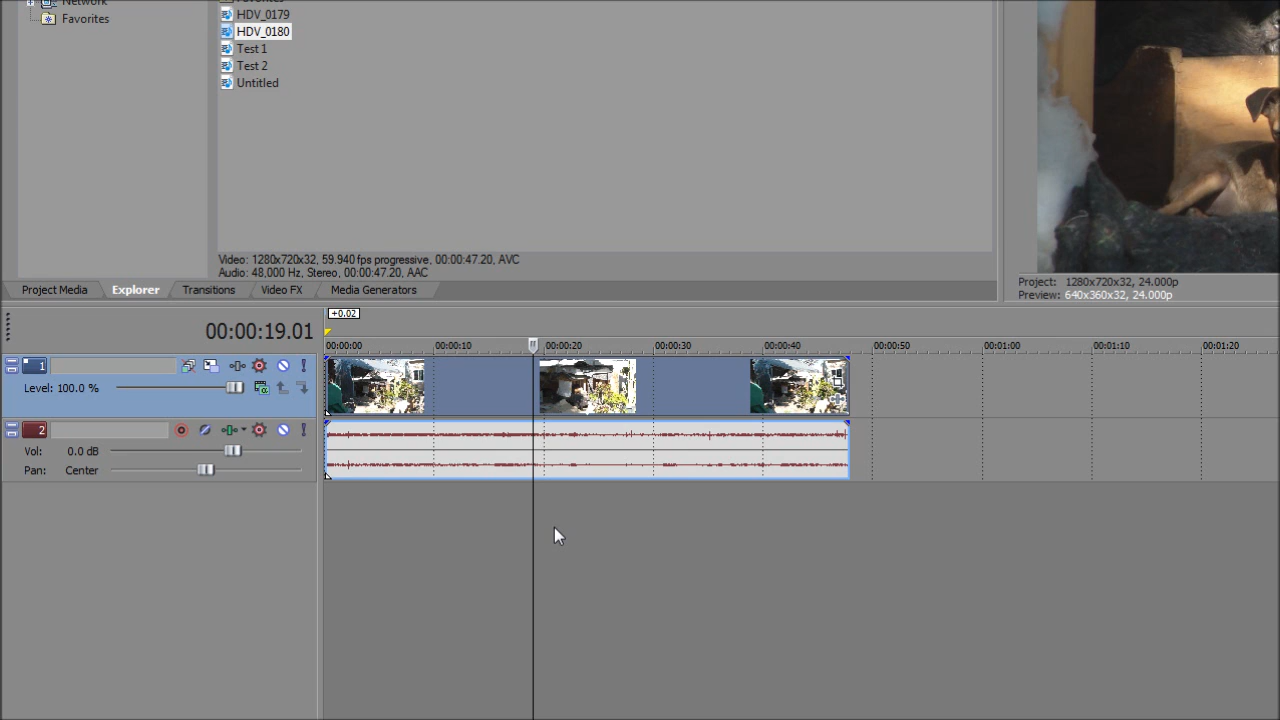 Network
Favorites
Favorites
HDV_0179
HDV_0180
Test 1
Test 2
Untitled
Video: 1280x720x32, 59.940 fps progressive, 00:00:47.20, AVC
Audio: 48,000 Hz, Stereo, 00:00:47.20, AAC
Project Media
Explorer
Transitions
Video FX
Media Generators
Project: 1280x720x32, 24.000p
Preview: 640x360x32, 24.000p
+0.02
00:00:19.01
00:00:00 00:00:10 00:00:20 00:00:30 00:00:40 00:00:50 00:01:00 00:01:10 00:01:20
1
Level: 100.0 %
2
Vol: 0.0 dB
Pan: Center